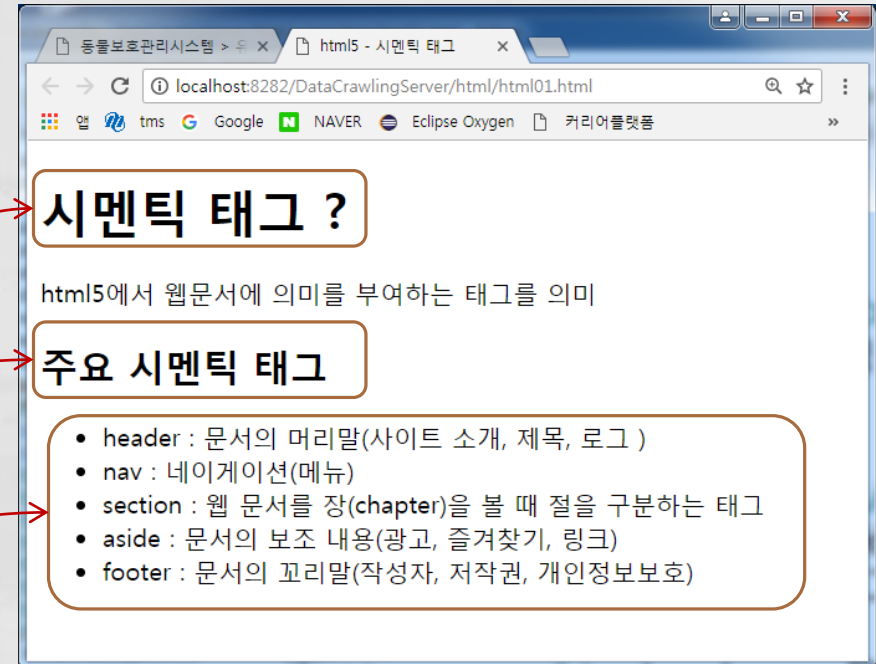 동물보호관리시스템 > 유
html5 - 시멘틱 태그
localhost:8282/DataCrawlingServer/html/html01.html
앱 tms Google NAVER Eclipse Oxygen 커리어플랫폼 »
시멘틱 태그 ?
html5에서 웹문서에 의미를 부여하는 태그를 의미
주요 시멘틱 태그
• header : 문서의 머리말(사이트 소개, 제목, 로그 )
• nav : 네이게이션(메뉴)
• section : 웹 문서를 장(chapter)을 볼 때 절을 구분하는 태그
• aside : 문서의 보조 내용(광고, 즐겨찾기, 링크)
• footer : 문서의 꼬리말(작성자, 저작권, 개인정보보호)